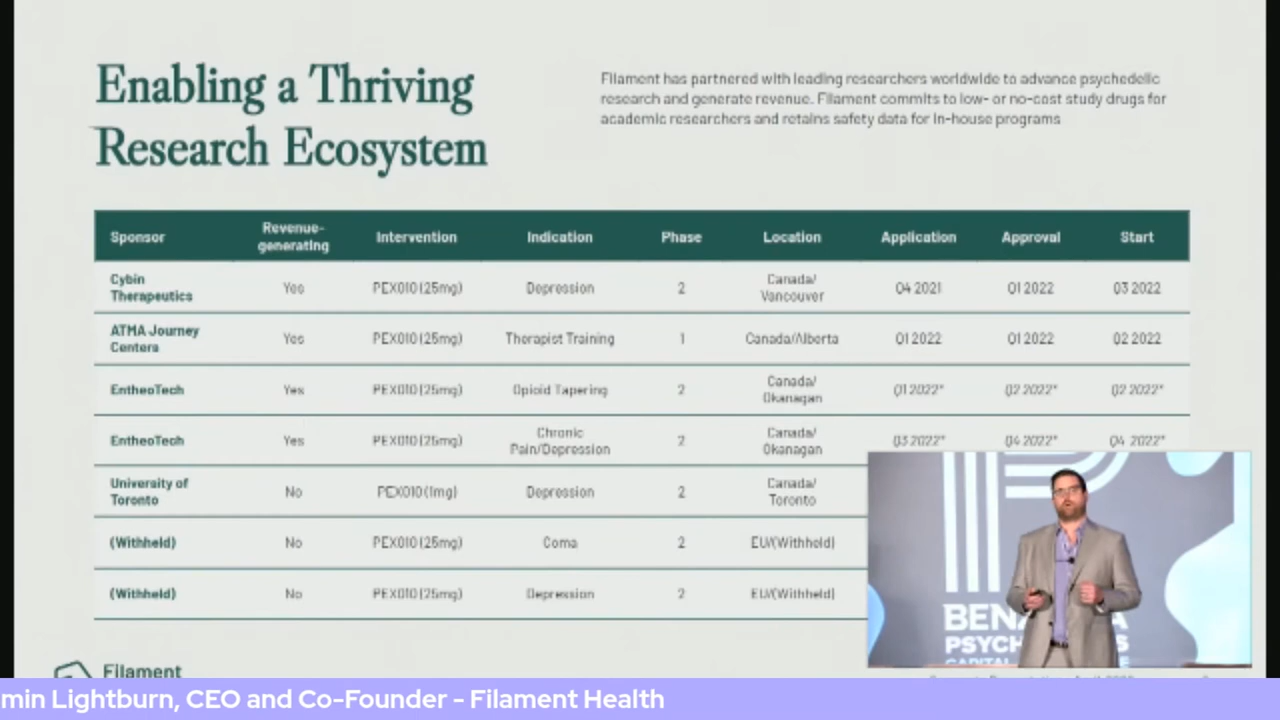 Enabling a Thriving
Research Ecosystem
Filament has partnered with leading researchers worldwide to advance psychedelic
research and generate revenue. Filament commits to low- or no-cost study drugs for
academic researchers and retains safety data for in-house programs
Sponsor Revenue-generating Intervention Indication Phase Location Application Approval Start
Cybin Therapeutics Yes PEX010 (25mg) Depression 2 Canada/Vancouver Q4 2021 Q1 2022 Q3 2022
ATMA Journey Centers Yes PEX010 (25mg) Therapist Training 1 Canada/Alberta Q1 2022 Q1 2022 Q2 2022
EntheoTech Yes PEX010 (25mg) Opioid Tapering 2 Canada/Okanagan Q1 2022* Q2 2022* Q2 2022*
EntheoTech Yes PEX010 (25mg) Chronic Pain/Depression 2 Canada/Okanagan Q3 2022* Q4 2022* Q4 2022*
University of Toronto No PEX010 (1mg) Depression 2 Canada/Toronto
(Withheld) No PEX010 (25mg) Coma 2 EU/(Withheld)
(Withheld) No PEX010 (25mg) Depression 2 EU/(Withheld)
BEN
PSYCH
Filament
min Lightburn, CEO and Co-Founder - Filament Health